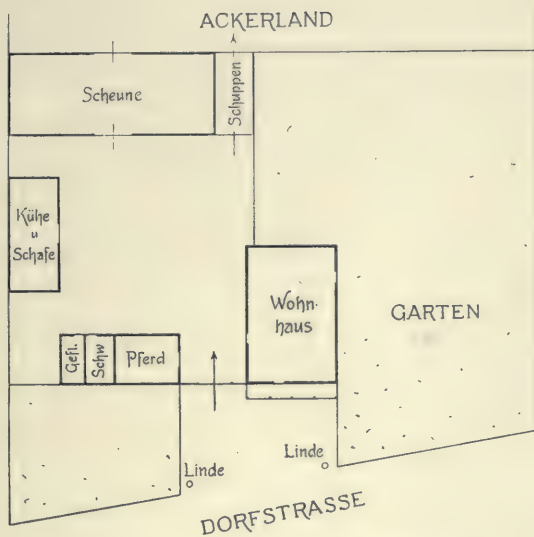 ACKERLAND
Scheune
Schuppen
Kühe
u
Schafe
Wohn-
haus
GARTEN
Gefl.
Schw
Pferd
Linde
Linde
DORFSTRASSE